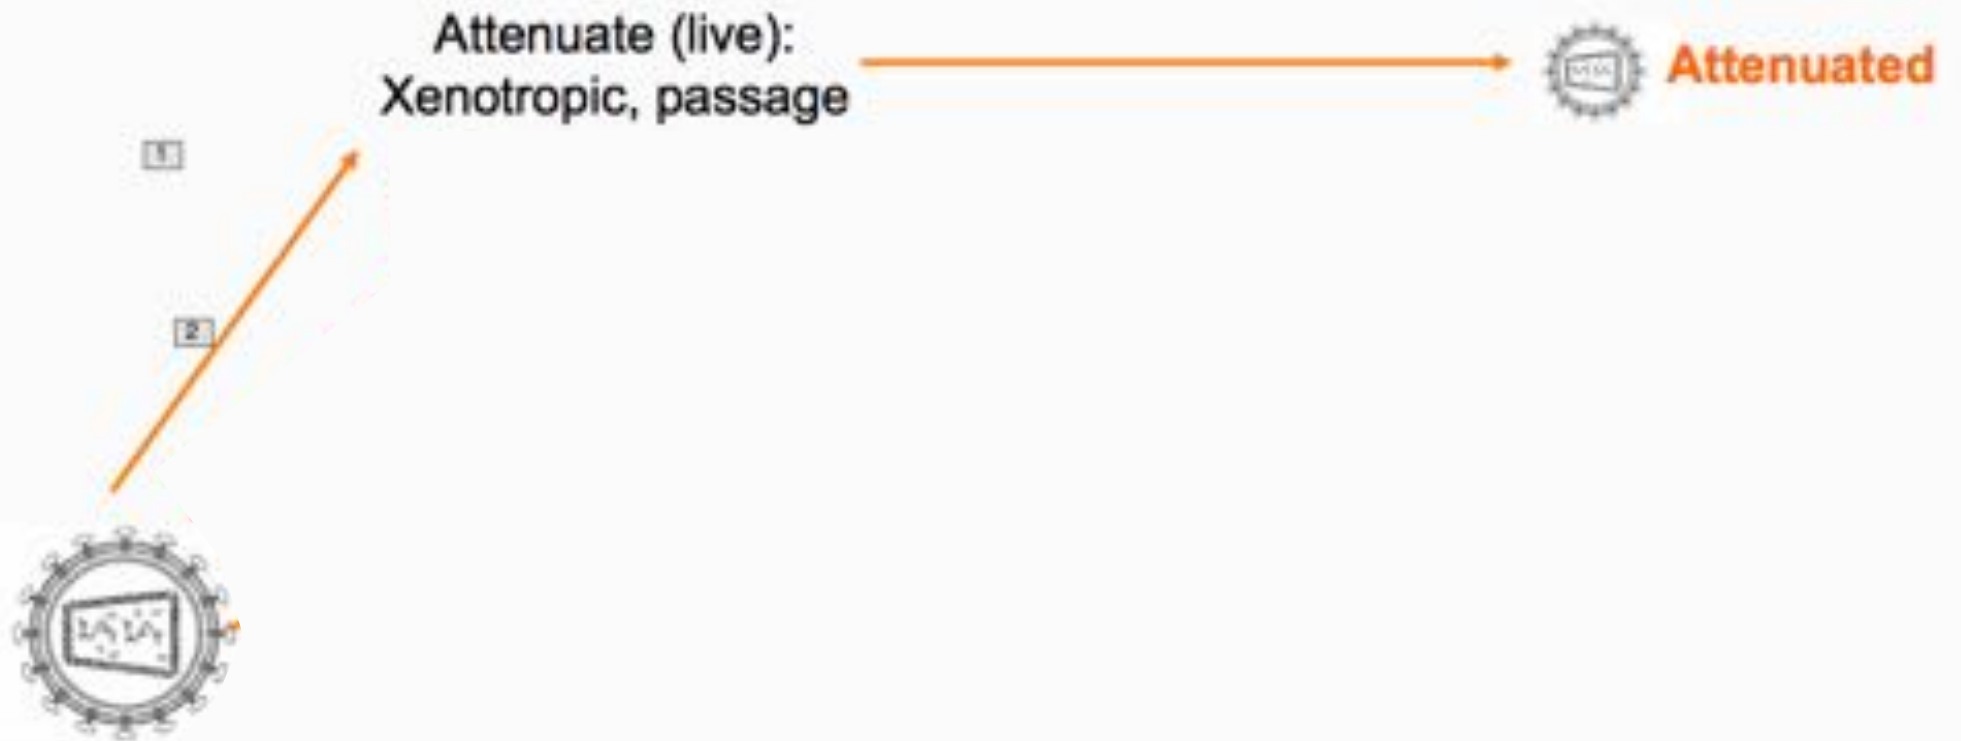 Attenuate (live):
Xenotropic, passage
Attenuated
1
2